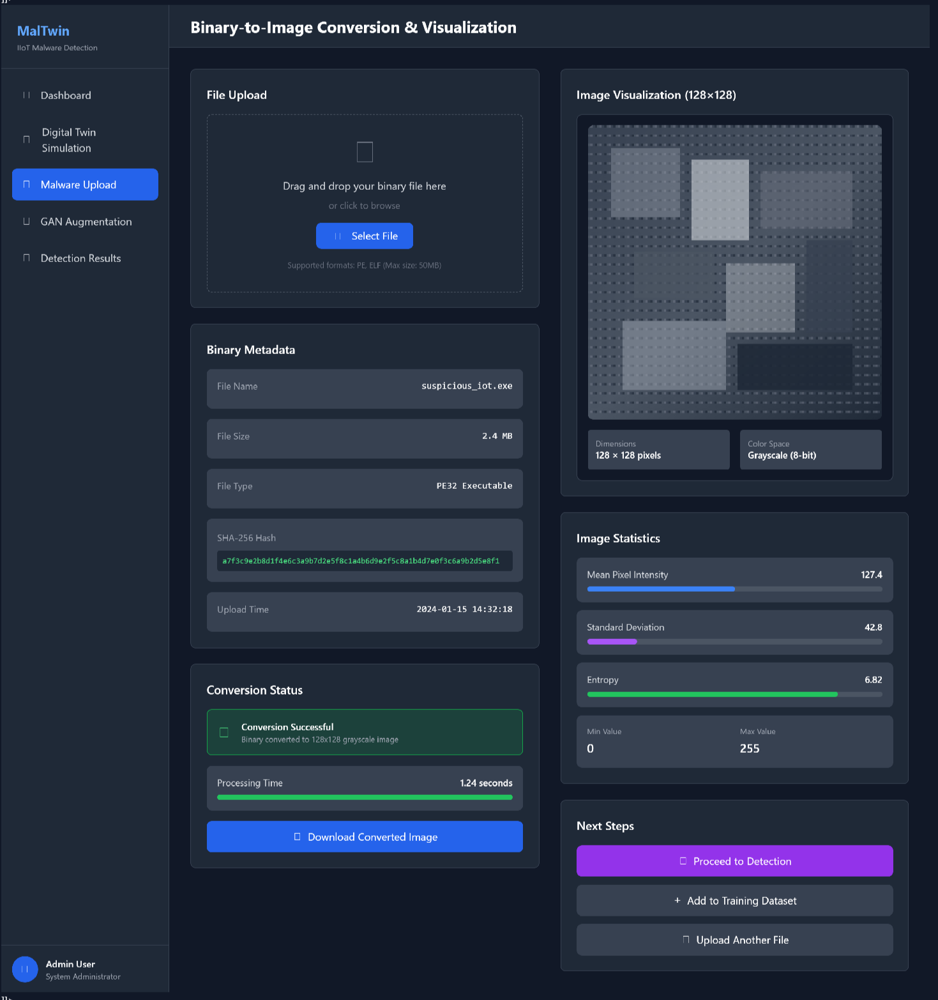 ]]>
MalTwin
IIoT Malware Detection
Dashboard
Digital Twin
Simulation
Malware Upload
GAN Augmentation
Detection Results
Admin User
System Administrator
Binary-to-Image Conversion & Visualization
File Upload
Drag and drop your binary file here
or click to browse
Select File
Supported formats: PE, ELF (Max size: 50MB)
Binary Metadata
File Name suspicious_iot.exe
File Size 2.4 MB
File Type PE32 Executable
SHA-256 Hash
a7f3c9e2b8d1f4e6c3a9b7d2e5f8c1a4b6d9e2f5c8a1b4d7e0f3c6a9b2d5e8f1
Upload Time 2024-01-15 14:32:18
Conversion Status
Conversion Successful
Binary converted to 128x128 grayscale image
Processing Time 1.24 seconds
Download Converted Image
Image Visualization (128×128)
Dimensions
128 × 128 pixels
Color Space
Grayscale (8-bit)
Image Statistics
Mean Pixel Intensity 127.4
Standard Deviation 42.8
Entropy 6.82
Min Value
0
Max Value
255
Next Steps
Proceed to Detection
+ Add to Training Dataset
Upload Another File
]]>